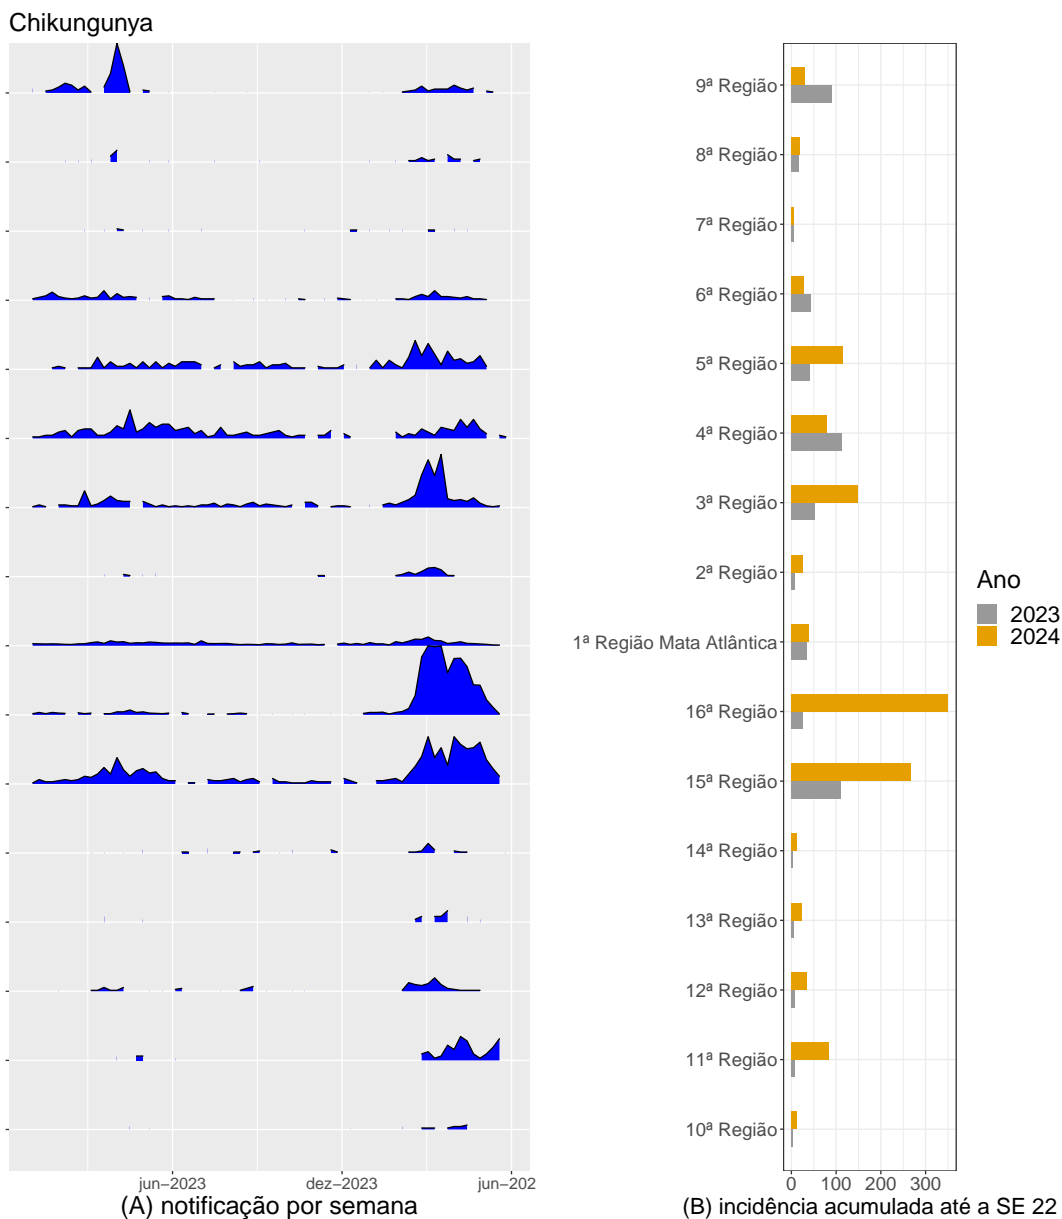 Chikungunya
9ª Região
8ª Região
7ª Região
6ª Região
5ª Região
4ª Região
3ª Região
2ª Região
1ª Região Mata Atlântica
16ª Região
15ª Região
14ª Região
13ª Região
12ª Região
11ª Região
10ª Região
Ano
2023
2024
jun−2023 dez−2023 jun−202
0 100 200 300
(A) notificação por semana
(B) incidência acumulada até a SE 22